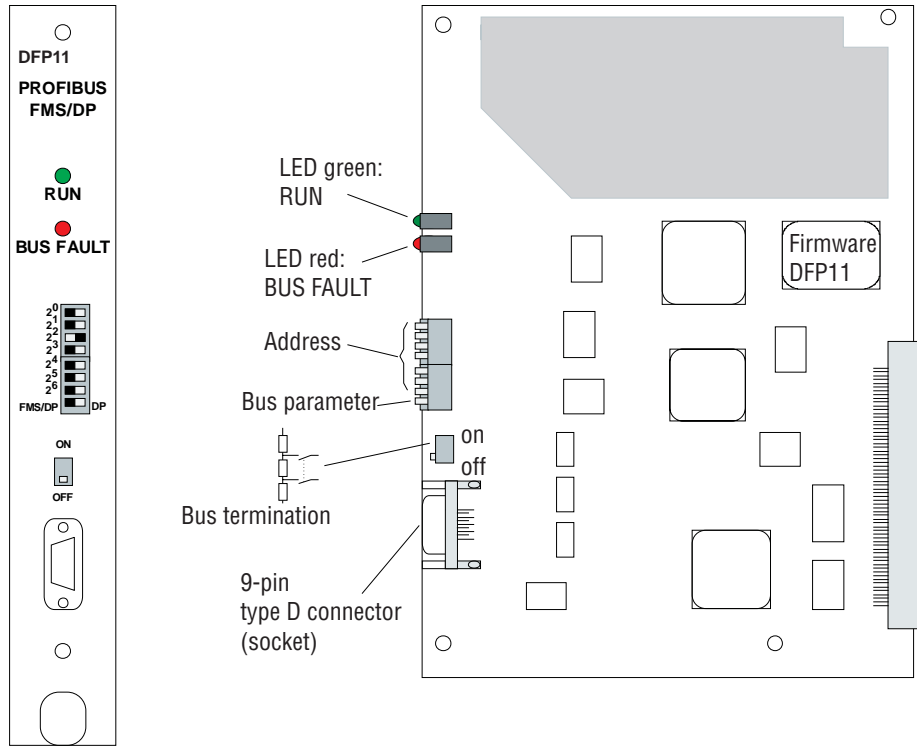 DFP11
PROFIBUS
FMS/DP
RUN
BUS FAULT
2⁰
2¹
2²
2³
2⁴
2⁵
2⁶
FMS/DP DP
ON
OFF
LED green:
RUN
LED red:
BUS FAULT
Address
Bus parameter
on
off
Bus termination
9-pin
type D connector
(socket)
Firmware
DFP11